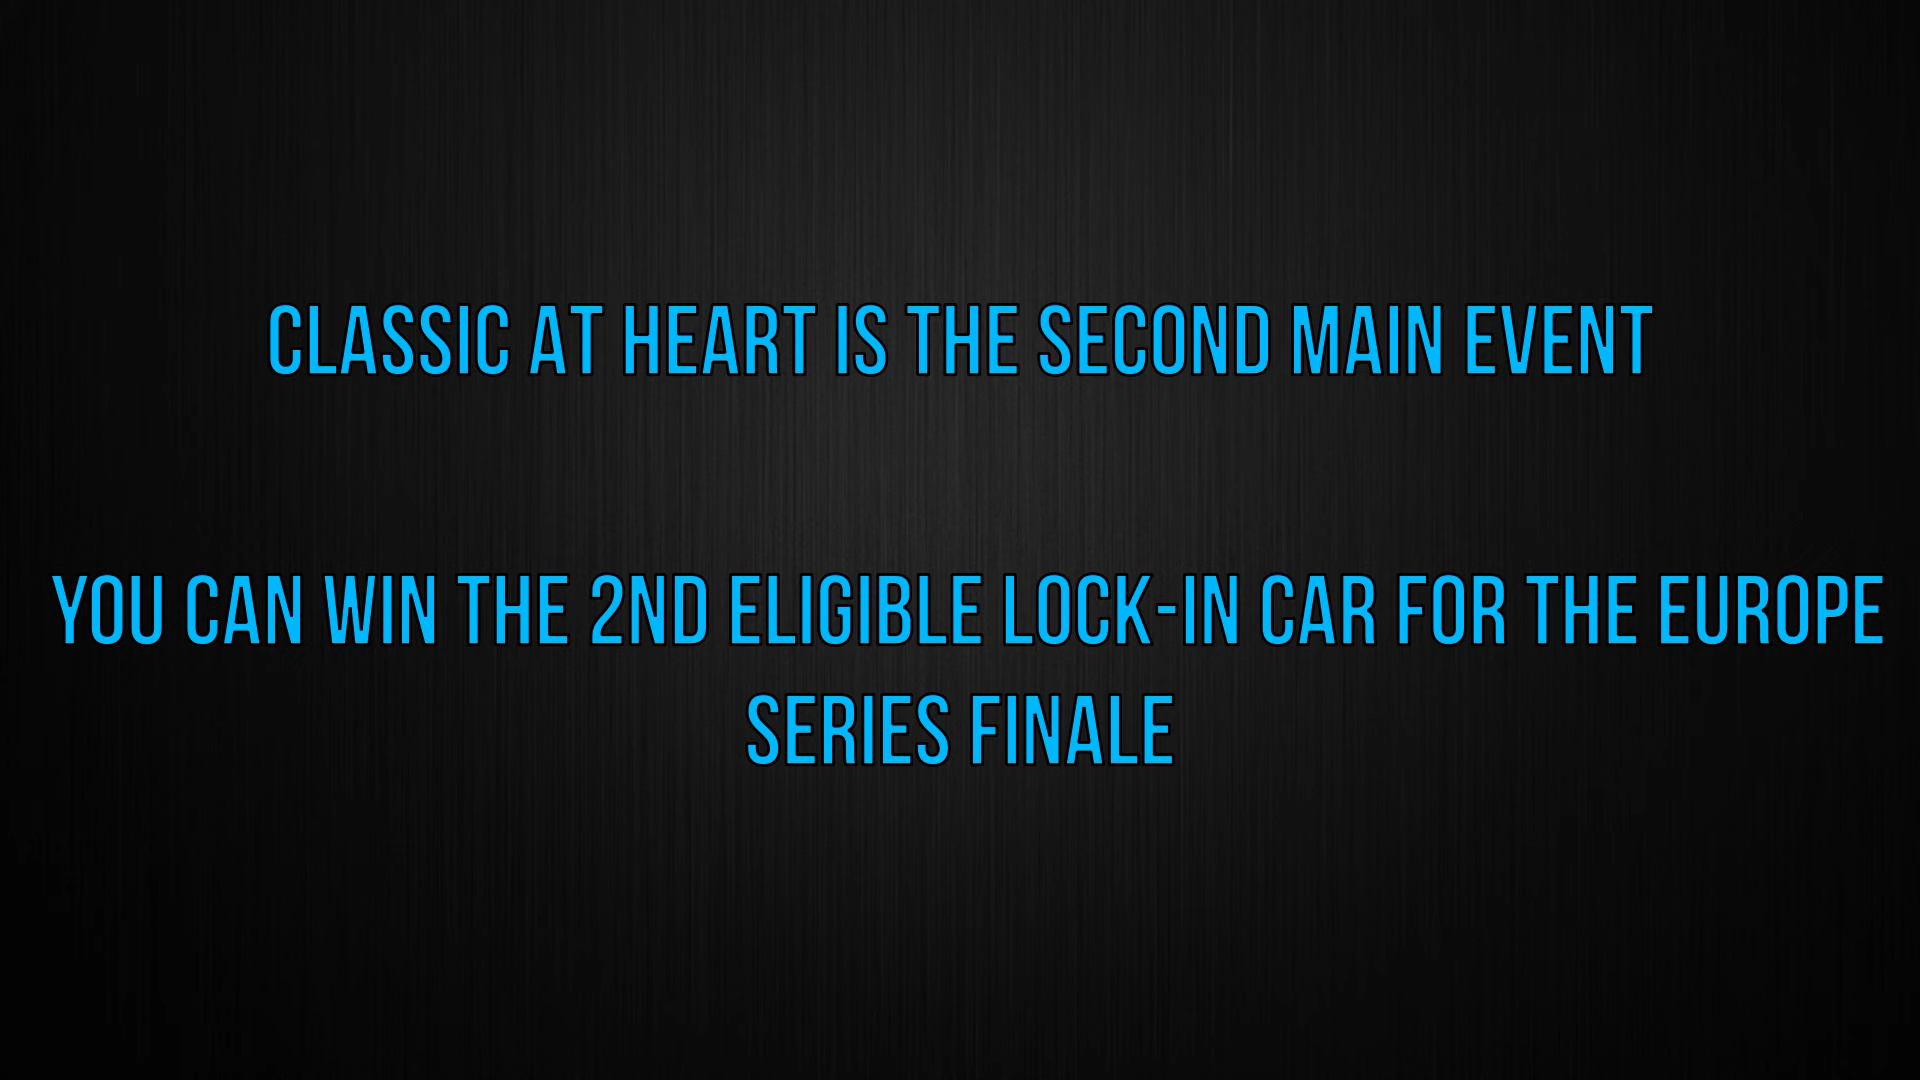 CLASSIC AT HEART IS THE SECOND MAIN EVENT
YOU CAN WIN THE 2ND ELIGIBLE LOCK-IN CAR FOR THE EUROPE
SERIES FINALE